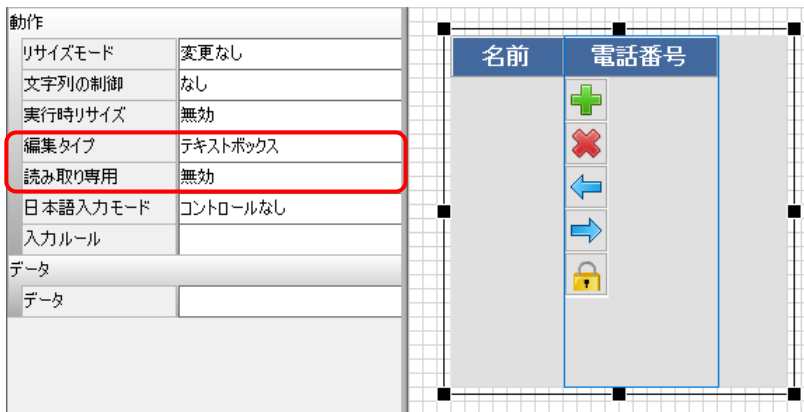 動作
リサイズモード 変更なし
文字列の制御 なし
実行時リサイズ 無効
編集タイプ テキストボックス
読み取り専用 無効
日本語入力モード コントロールなし
入力ルール
データ
データ
名前 電話番号